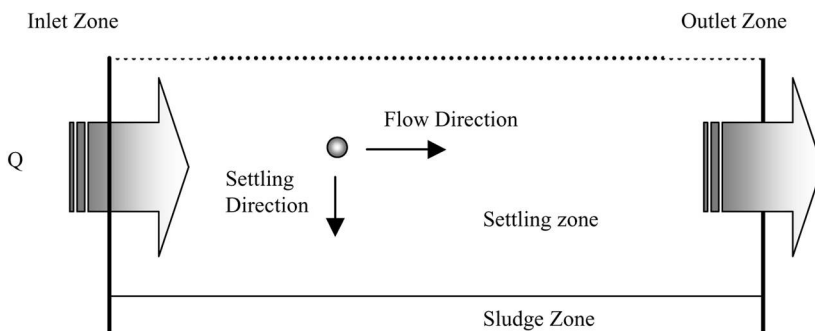 Inlet Zone
Outlet Zone
Flow Direction
Q
Settling
Direction
Settling zone
Sludge Zone